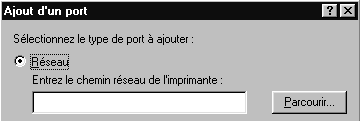 Ajout d'un port
Sélectionnez le type de port à ajouter :
Réseau
Entrez le chemin réseau de l'imprimante :
Parcourir...